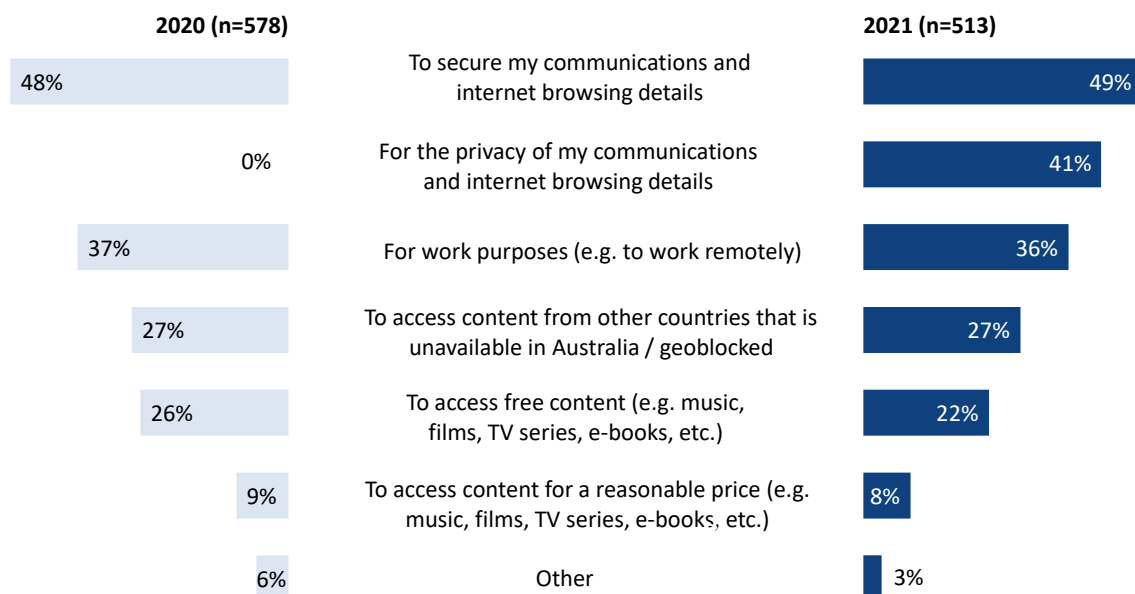 2020 (n=578)
2021 (n=513)
48%
To secure my communications and
internet browsing details
49%
0%
For the privacy of my communications
and internet browsing details
41%
37%
For work purposes (e.g. to work remotely)
36%
27%
To access content from other countries that is
unavailable in Australia / geoblocked
27%
26%
To access free content (e.g. music,
films, TV series, e-books, etc.)
22%
9%
To access content for a reasonable price (e.g.
music, films, TV series, e-books, etc.)
8%
6%
Other
3%